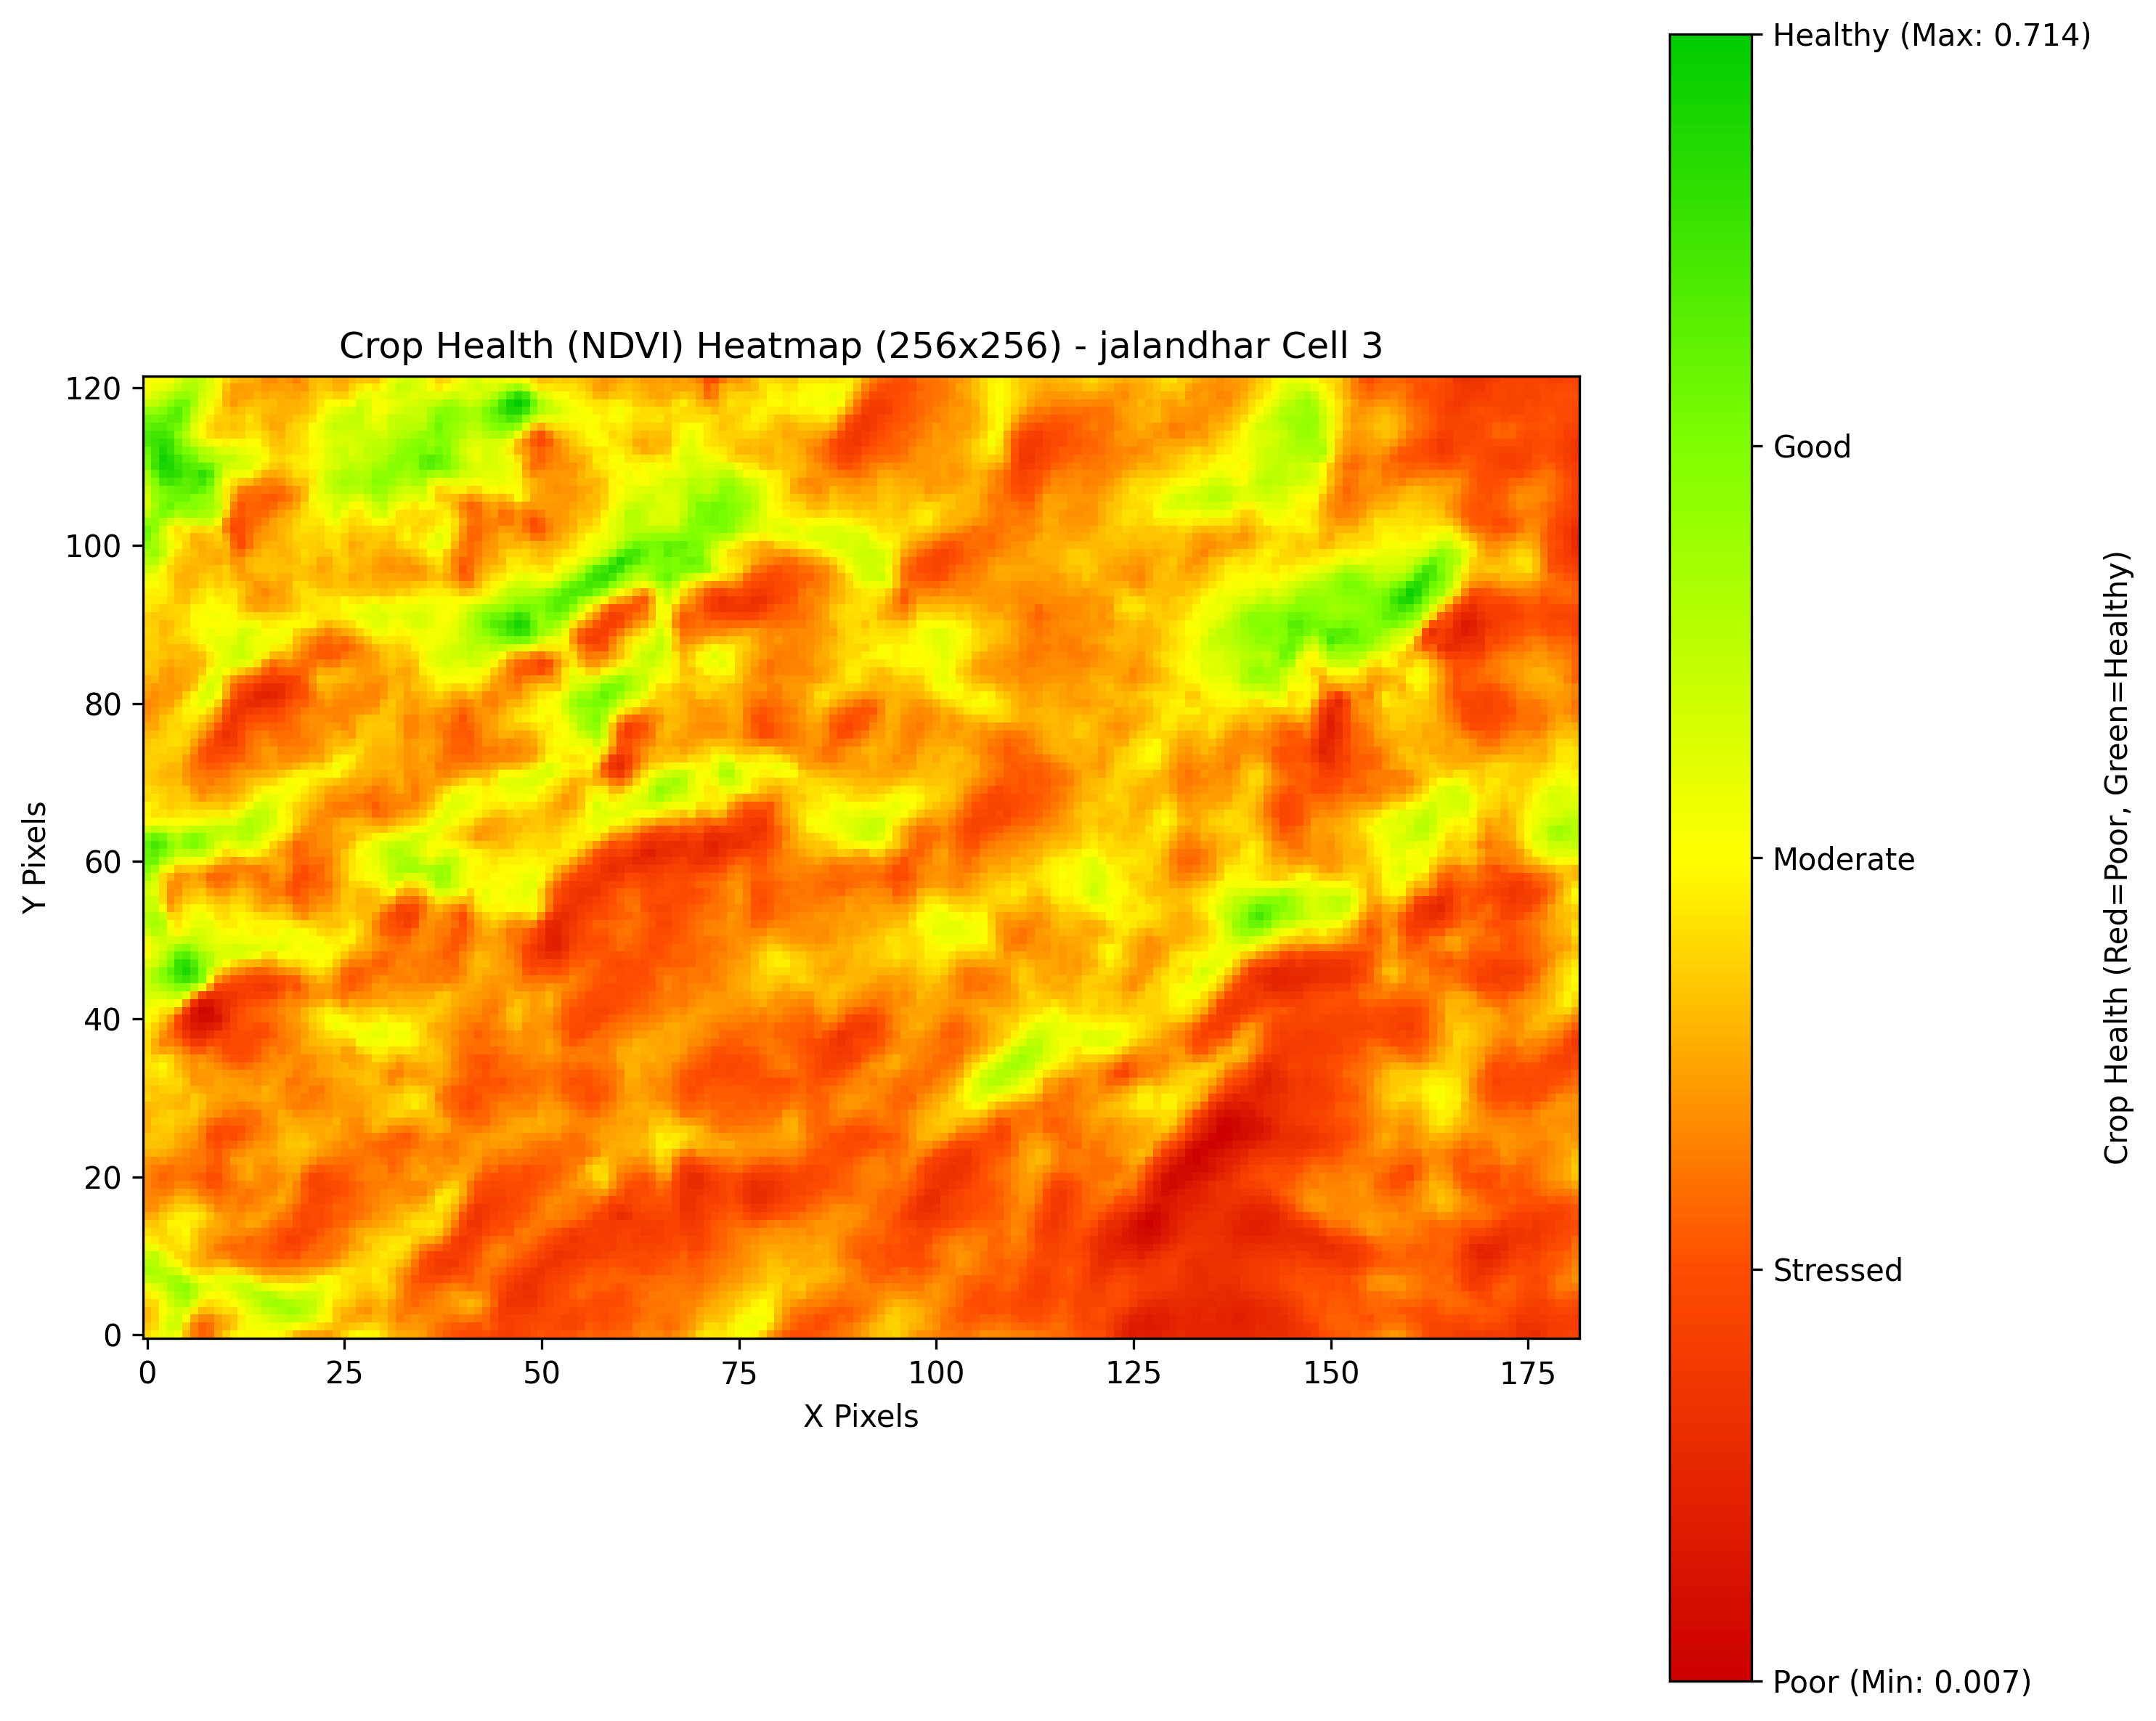 Crop Health (NDVI) Heatmap (256x256) - jalandhar Cell 3
Y Pixels
120
100
80
60
40
20
0
0 25 50 75 100 125 150 175
X Pixels
Healthy (Max: 0.714)
Good
Moderate
Stressed
Poor (Min: 0.007)
Crop Health (Red=Poor, Green=Healthy)